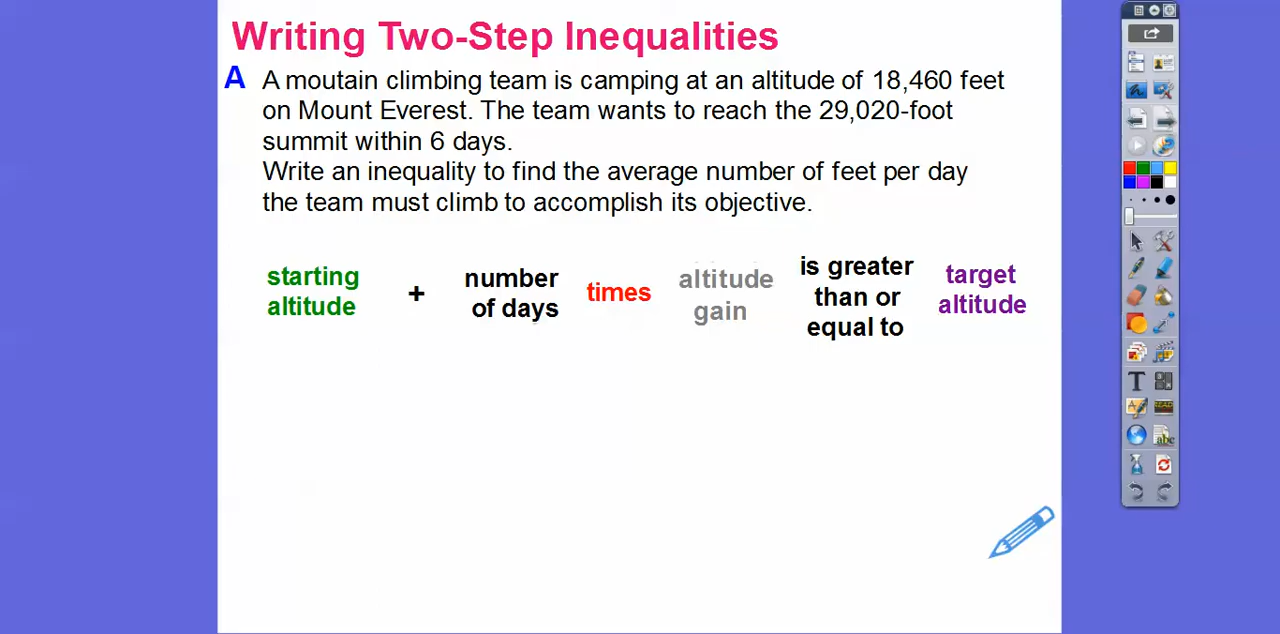 Writing Two-Step Inequalities
A A moutain climbing team is camping at an altitude of 18,460 feet
on Mount Everest. The team wants to reach the 29,020-foot
summit within 6 days.
Write an inequality to find the average number of feet per day
the team must climb to accomplish its objective.
starting
altitude
+
number
of days
times
altitude
gain
is greater
than or
equal to
target
altitude